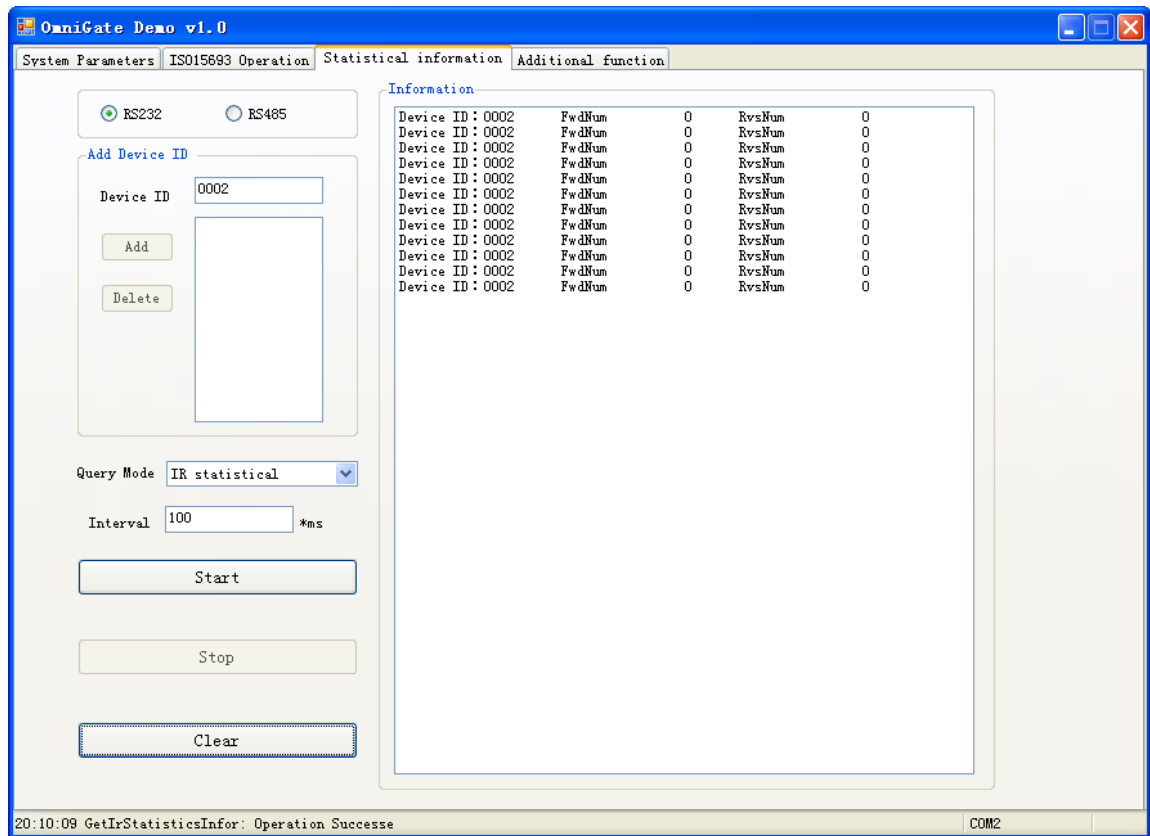 OmniGate Demo v1.0
System Parameters ISO15693 Operation Statistical information Additional function
RS232 RS485
Add Device ID
Device ID 0002
Add
Delete
Query Mode IR statistical
Interval 100 *ms
Start
Stop
Clear
Information
Device ID：0002 FwdNum 0 RvsNum 0
Device ID：0002 FwdNum 0 RvsNum 0
Device ID：0002 FwdNum 0 RvsNum 0
Device ID：0002 FwdNum 0 RvsNum 0
Device ID：0002 FwdNum 0 RvsNum 0
Device ID：0002 FwdNum 0 RvsNum 0
Device ID：0002 FwdNum 0 RvsNum 0
Device ID：0002 FwdNum 0 RvsNum 0
Device ID：0002 FwdNum 0 RvsNum 0
Device ID：0002 FwdNum 0 RvsNum 0
Device ID：0002 FwdNum 0 RvsNum 0
Device ID：0002 FwdNum 0 RvsNum 0
20:10:09 GetIrStatisticsInfor: Operation Successe COM2